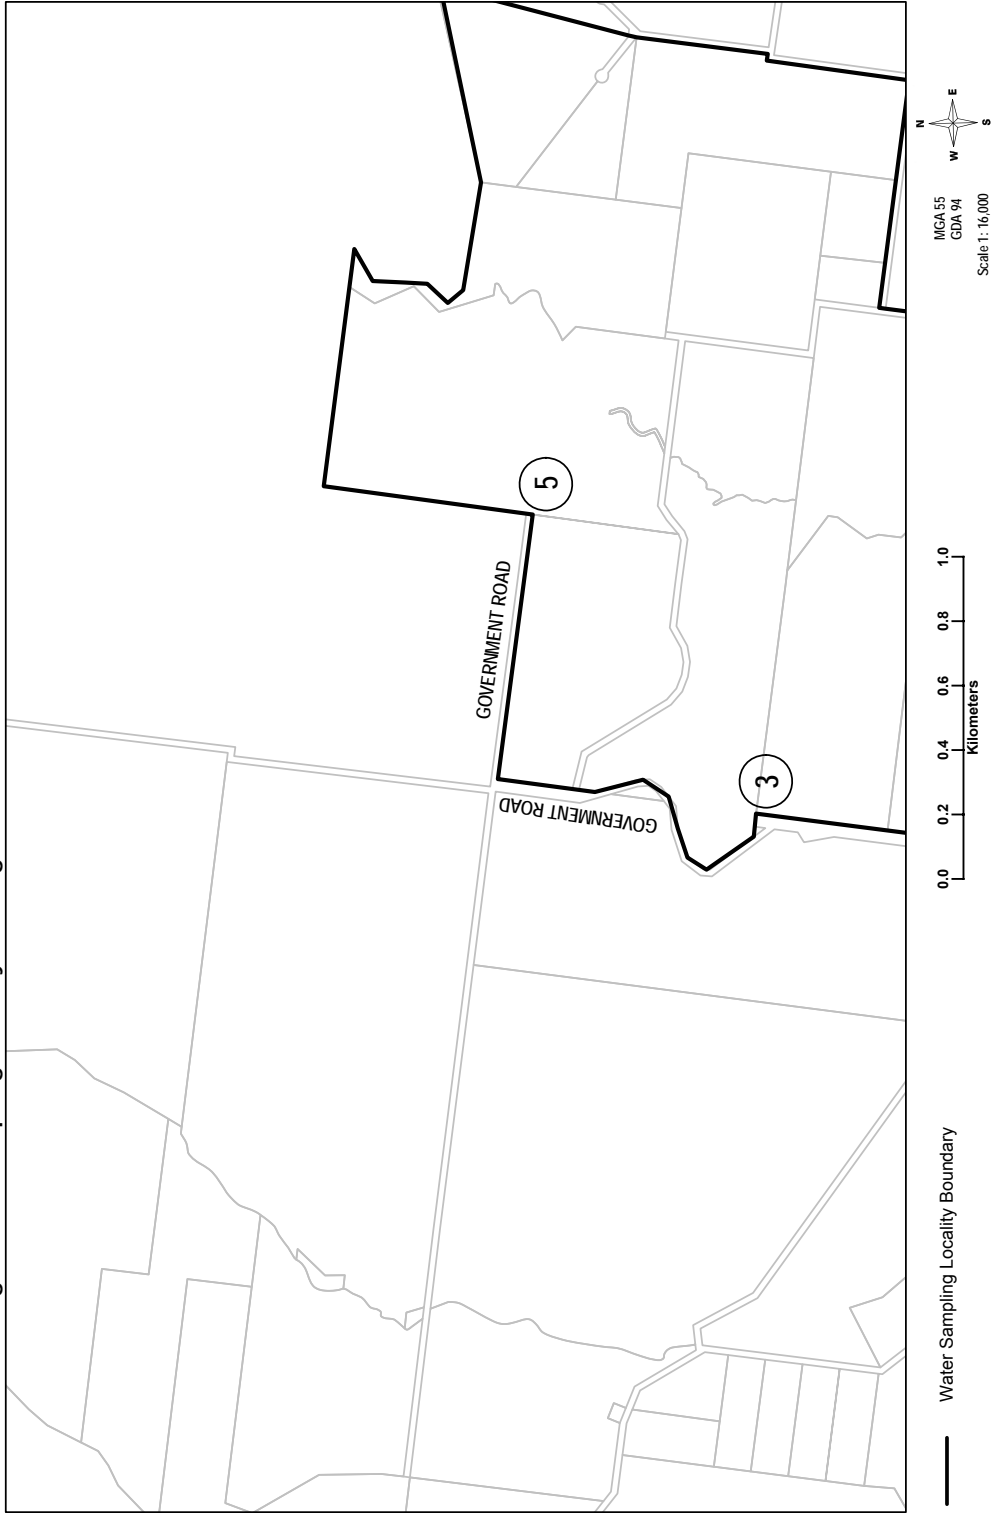 GOVERNMENT ROAD
GOVERNMENT ROAD
5
3
Water Sampling Locality Boundary
0.0 0.2 0.4 0.6 0.8 1.0
Kilometers
MGA 55
GDA 94
Scale 1: 16,000
N
W E
S